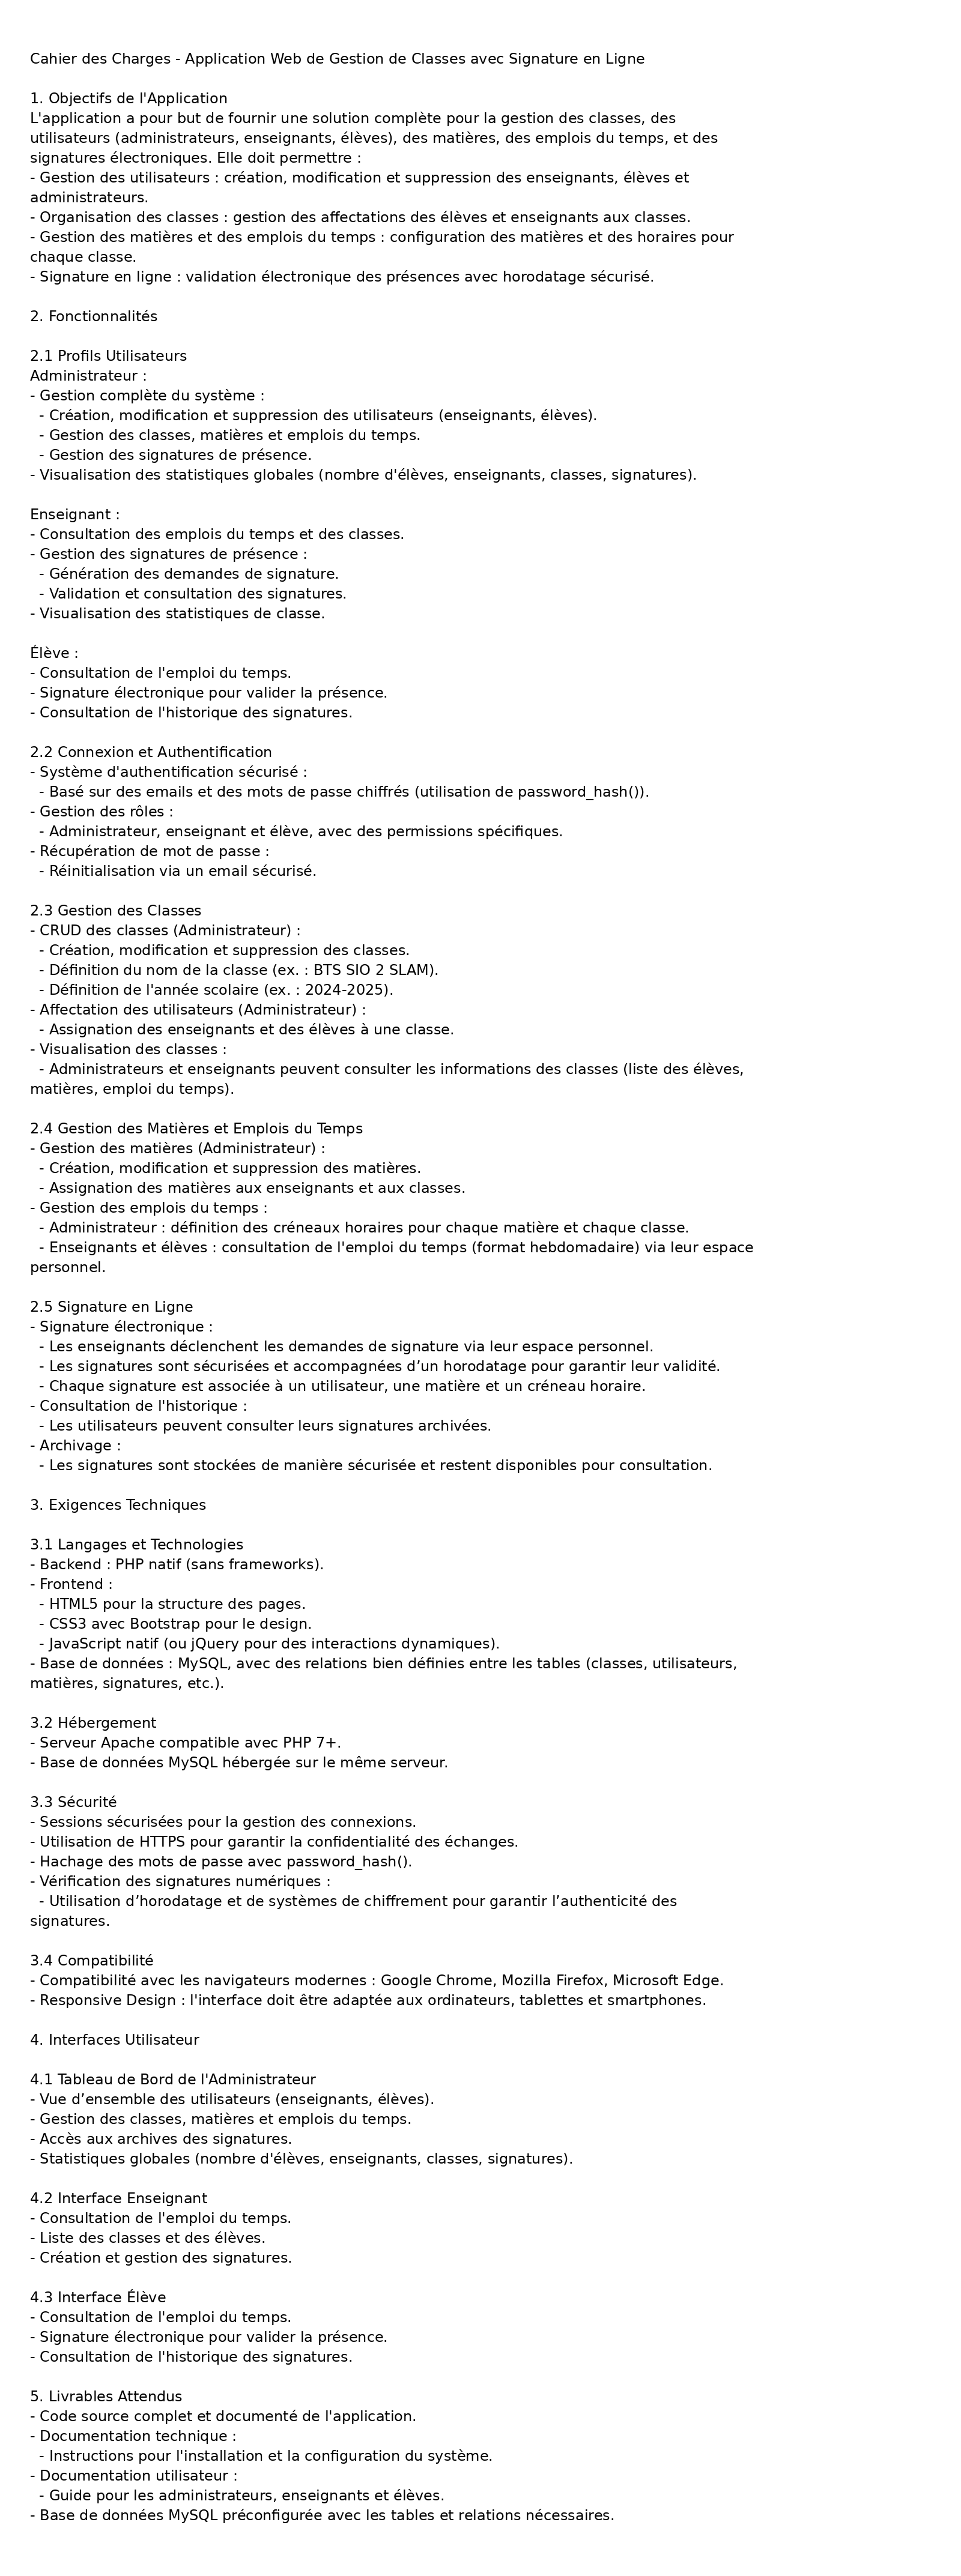 Cahier des Charges - Application Web de Gestion de Classes avec Signature en Ligne

1. Objectifs de l'Application
L'application a pour but de fournir une solution complète pour la gestion des classes, des
utilisateurs (administrateurs, enseignants, élèves), des matières, des emplois du temps, et des
signatures électroniques. Elle doit permettre :
- Gestion des utilisateurs : création, modification et suppression des enseignants, élèves et
administrateurs.
- Organisation des classes : gestion des affectations des élèves et enseignants aux classes.
- Gestion des matières et des emplois du temps : configuration des matières et des horaires pour
chaque classe.
- Signature en ligne : validation électronique des présences avec horodatage sécurisé.

2. Fonctionnalités

2.1 Profils Utilisateurs
Administrateur :
- Gestion complète du système :
  - Création, modification et suppression des utilisateurs (enseignants, élèves).
  - Gestion des classes, matières et emplois du temps.
  - Gestion des signatures de présence.
- Visualisation des statistiques globales (nombre d'élèves, enseignants, classes, signatures).

Enseignant :
- Consultation des emplois du temps et des classes.
- Gestion des signatures de présence :
  - Génération des demandes de signature.
  - Validation et consultation des signatures.
- Visualisation des statistiques de classe.

Élève :
- Consultation de l'emploi du temps.
- Signature électronique pour valider la présence.
- Consultation de l'historique des signatures.

2.2 Connexion et Authentification
- Système d'authentification sécurisé :
  - Basé sur des emails et des mots de passe chiffrés (utilisation de password_hash()).
- Gestion des rôles :
  - Administrateur, enseignant et élève, avec des permissions spécifiques.
- Récupération de mot de passe :
  - Réinitialisation via un email sécurisé.

2.3 Gestion des Classes
- CRUD des classes (Administrateur) :
  - Création, modification et suppression des classes.
  - Définition du nom de la classe (ex. : BTS SIO 2 SLAM).
  - Définition de l'année scolaire (ex. : 2024-2025).
- Affectation des utilisateurs (Administrateur) :
  - Assignation des enseignants et des élèves à une classe.
- Visualisation des classes :
  - Administrateurs et enseignants peuvent consulter les informations des classes (liste des élèves,
matières, emploi du temps).

2.4 Gestion des Matières et Emplois du Temps
- Gestion des matières (Administrateur) :
  - Création, modification et suppression des matières.
  - Assignation des matières aux enseignants et aux classes.
- Gestion des emplois du temps :
  - Administrateur : définition des créneaux horaires pour chaque matière et chaque classe.
  - Enseignants et élèves : consultation de l'emploi du temps (format hebdomadaire) via leur espace
personnel.

2.5 Signature en Ligne
- Signature électronique :
  - Les enseignants déclenchent les demandes de signature via leur espace personnel.
  - Les signatures sont sécurisées et accompagnées d’un horodatage pour garantir leur validité.
  - Chaque signature est associée à un utilisateur, une matière et un créneau horaire.
- Consultation de l'historique :
  - Les utilisateurs peuvent consulter leurs signatures archivées.
- Archivage :
  - Les signatures sont stockées de manière sécurisée et restent disponibles pour consultation.

3. Exigences Techniques

3.1 Langages et Technologies
- Backend : PHP natif (sans frameworks).
- Frontend :
  - HTML5 pour la structure des pages.
  - CSS3 avec Bootstrap pour le design.
  - JavaScript natif (ou jQuery pour des interactions dynamiques).
- Base de données : MySQL, avec des relations bien définies entre les tables (classes, utilisateurs,
matières, signatures, etc.).

3.2 Hébergement
- Serveur Apache compatible avec PHP 7+.
- Base de données MySQL hébergée sur le même serveur.

3.3 Sécurité
- Sessions sécurisées pour la gestion des connexions.
- Utilisation de HTTPS pour garantir la confidentialité des échanges.
- Hachage des mots de passe avec password_hash().
- Vérification des signatures numériques :
  - Utilisation d’horodatage et de systèmes de chiffrement pour garantir l’authenticité des
signatures.

3.4 Compatibilité
- Compatibilité avec les navigateurs modernes : Google Chrome, Mozilla Firefox, Microsoft Edge.
- Responsive Design : l'interface doit être adaptée aux ordinateurs, tablettes et smartphones.

4. Interfaces Utilisateur

4.1 Tableau de Bord de l'Administrateur
- Vue d’ensemble des utilisateurs (enseignants, élèves).
- Gestion des classes, matières et emplois du temps.
- Accès aux archives des signatures.
- Statistiques globales (nombre d'élèves, enseignants, classes, signatures).

4.2 Interface Enseignant
- Consultation de l'emploi du temps.
- Liste des classes et des élèves.
- Création et gestion des signatures.

4.3 Interface Élève
- Consultation de l'emploi du temps.
- Signature électronique pour valider la présence.
- Consultation de l'historique des signatures.

5. Livrables Attendus
- Code source complet et documenté de l'application.
- Documentation technique :
  - Instructions pour l'installation et la configuration du système.
- Documentation utilisateur :
  - Guide pour les administrateurs, enseignants et élèves.
- Base de données MySQL préconfigurée avec les tables et relations nécessaires.